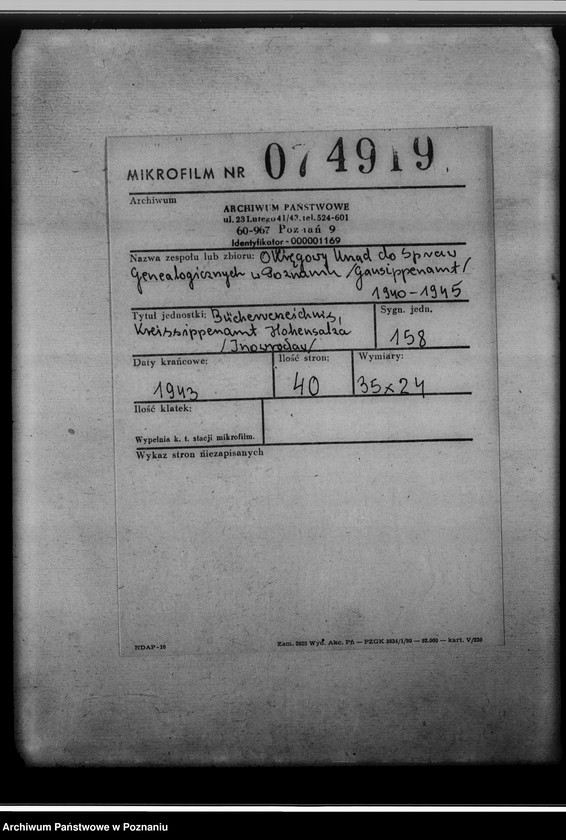 MIKROFILM NR 074919
Archiwum
ARCHIWUM PAŃSTWOWE
ul. 23 Lutego 41/43, tel. 524-601
60-967 Poznań 9
Identyfikator - 000001169
Nazwa zespołu lub zbioru: Okręgowy Urząd do Spraw
Genealogicznych w Poznaniu /Gausippenamt/
1940-1945
Tytuł jednostki: Bücherverzeichnis,
Kreissippenamt Hohensalza
/Inowrocław/
Sygn. jedn.
158
Daty krańcowe:
1943
Ilość stron:
40
Wymiary:
35x24
Ilość klatek:
Wypełnia k. t. stacji mikrofilm.
Wykaz stron niezapisanych
NDAP-16
Archiwum Państwowe w Poznaniu